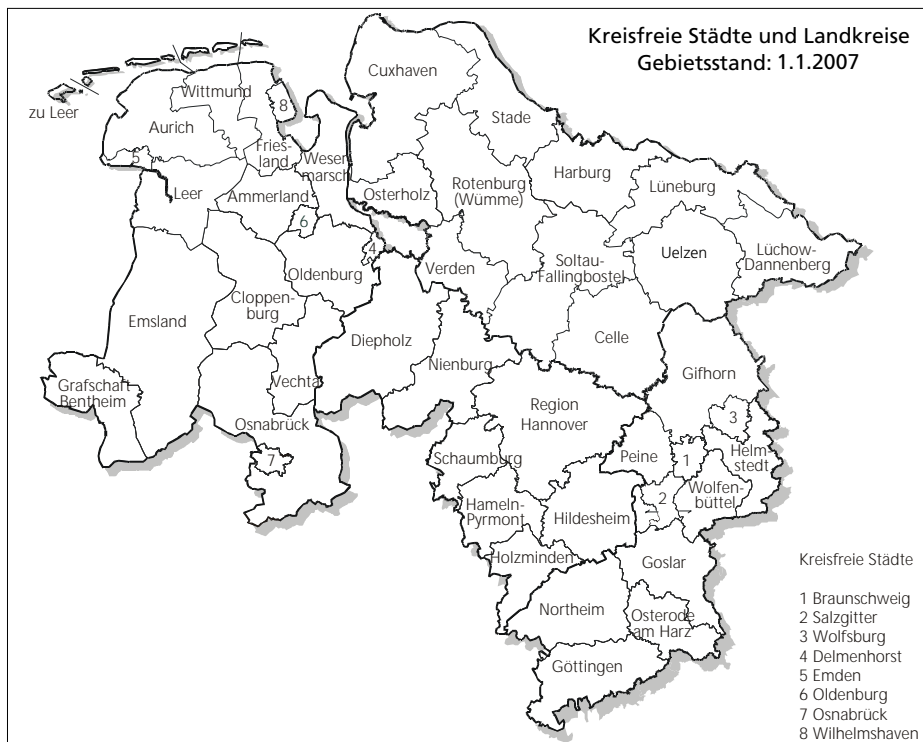 Kreisfreie Städte und Landkreise
Gebietsstand: 1.1.2007
Cuxhaven
Wittmund
8
zu Leer
Aurich
Stade
5
Fries-
land
Weser-
marsch
Harburg
Leer
Ammerland
Osterholz
Rotenburg
(Wümme)
Lüneburg
6
4
Oldenburg
Verden
Soltau-
Fallingbostel
Uelzen
Lüchow-
Dannenberg
Cloppen-
burg
Emsland
Diepholz
Celle
Nienburg
Gifhorn
Grafschaft
Bentheim
Vechta
Region
Hannover
3
Osnabrück
7
Schaumburg
Peine
1
Helm-
stedt
2
Wolfen-
büttel
Hameln-
Pyrmont
Hildesheim
Holzminden
Goslar
Northeim
Osterode
am Harz
Göttingen
Kreisfreie Städte
1 Braunschweig
2 Salzgitter
3 Wolfsburg
4 Delmenhorst
5 Emden
6 Oldenburg
7 Osnabrück
8 Wilhelmshaven